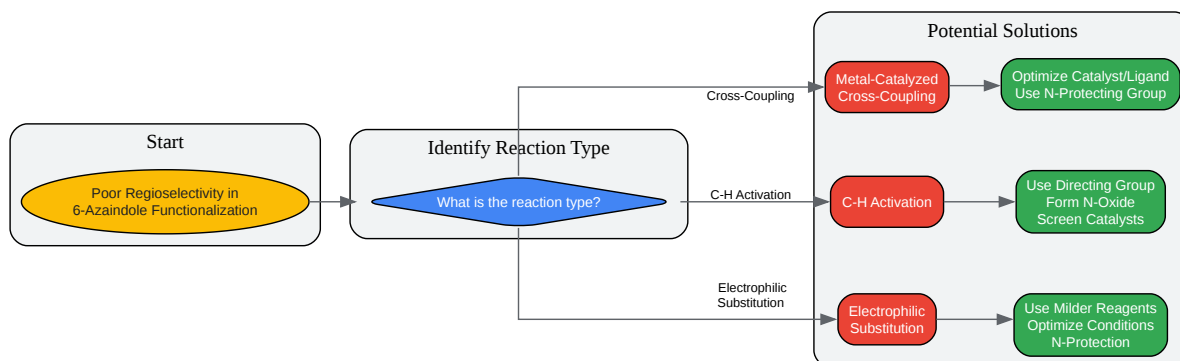 Potential Solutions
Metal-Catalyzed
Cross-Coupling
Optimize Catalyst/Ligand
Use N-Protecting Group
Cross-Coupling
Start
Identify Reaction Type
Poor Regioselectivity in
6-Azaindole Functionalization
What is the reaction type?
C-H Activation
C-H Activation
Use Directing Group
Form N-Oxide
Screen Catalysts
Electrophilic
Substitution
Electrophilic
Substitution
Use Milder Reagents
Optimize Conditions
N-Protection